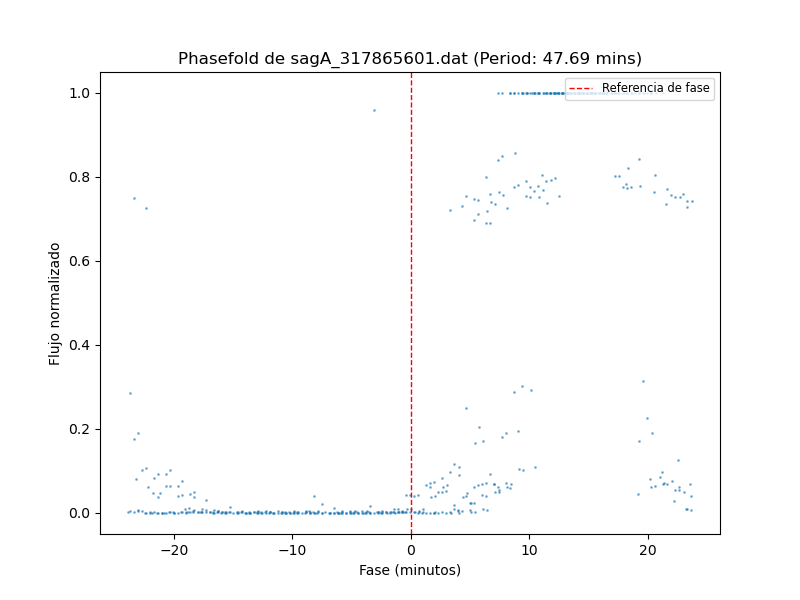 Phasefold de sagA_317865601.dat (Period: 47.69 mins)
Referencia de fase
Flujo normalizado
1.0
0.8
0.6
0.4
0.2
0.0
−20
−10
0
10
20
Fase (minutos)